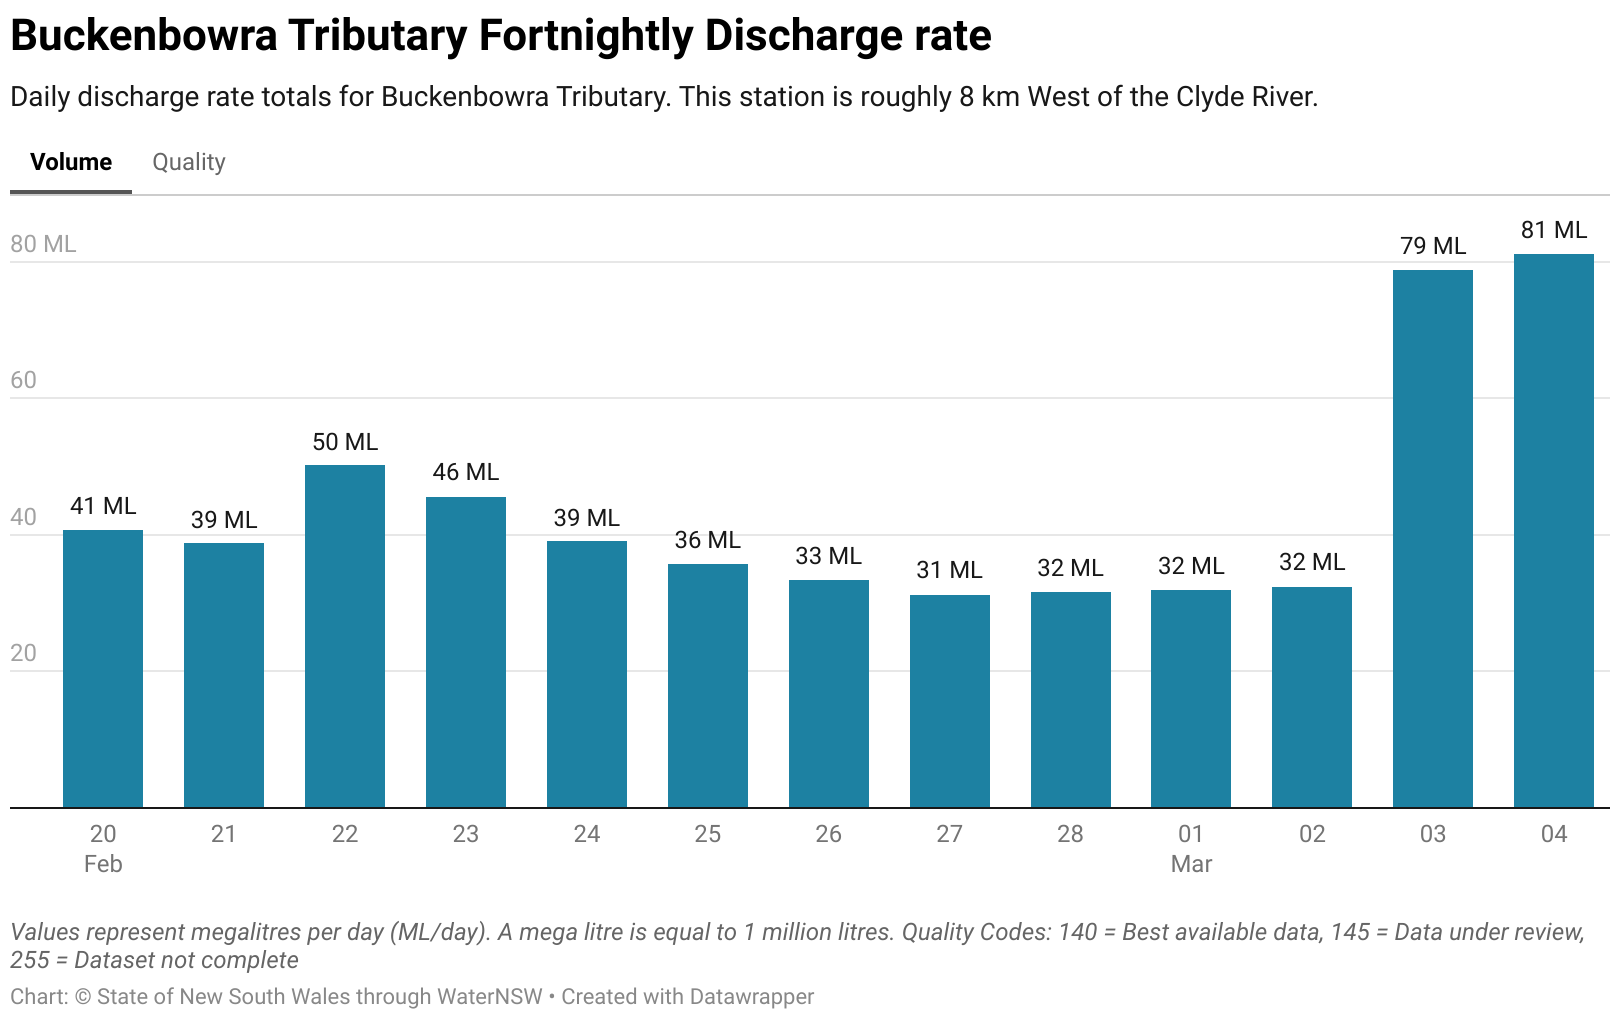 Buckenbowra Tributary Fortnightly Discharge rate
Daily discharge rate totals for Buckenbowra Tributary. This station is roughly 8 km West of the Clyde River.
Volume Quality
80 ML
60
40
20
41 ML
39 ML
50 ML
46 ML
39 ML
36 ML
33 ML
31 ML
32 ML
32 ML
32 ML
79 ML
81 ML
20 21 22 23 24 25 26 27 28 01 02 03 04
Feb Mar
Values represent megalitres per day (ML/day). A mega litre is equal to 1 million litres. Quality Codes: 140 = Best available data, 145 = Data under review,
255 = Dataset not complete
Chart: © State of New South Wales through WaterNSW • Created with Datawrapper